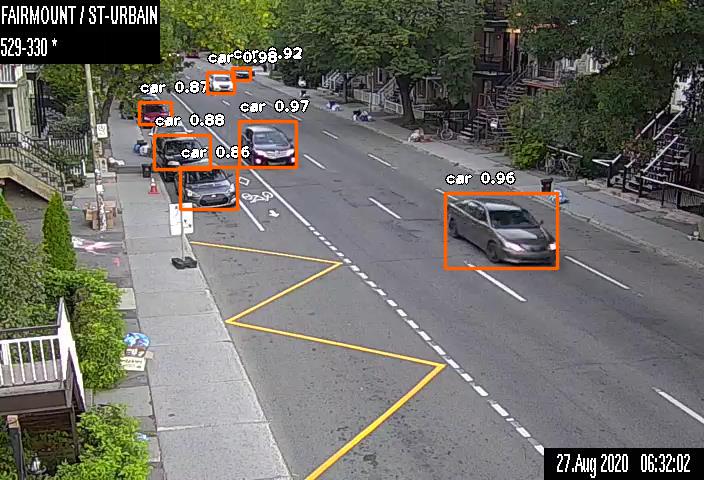 FAIRMOUNT / ST-URBAIN
529-330 *
car 0.92
car 0.98
car 0.87
car 0.97
car 0.88
car 0.86
car 0.96
27.Aug 2020 06:32:02